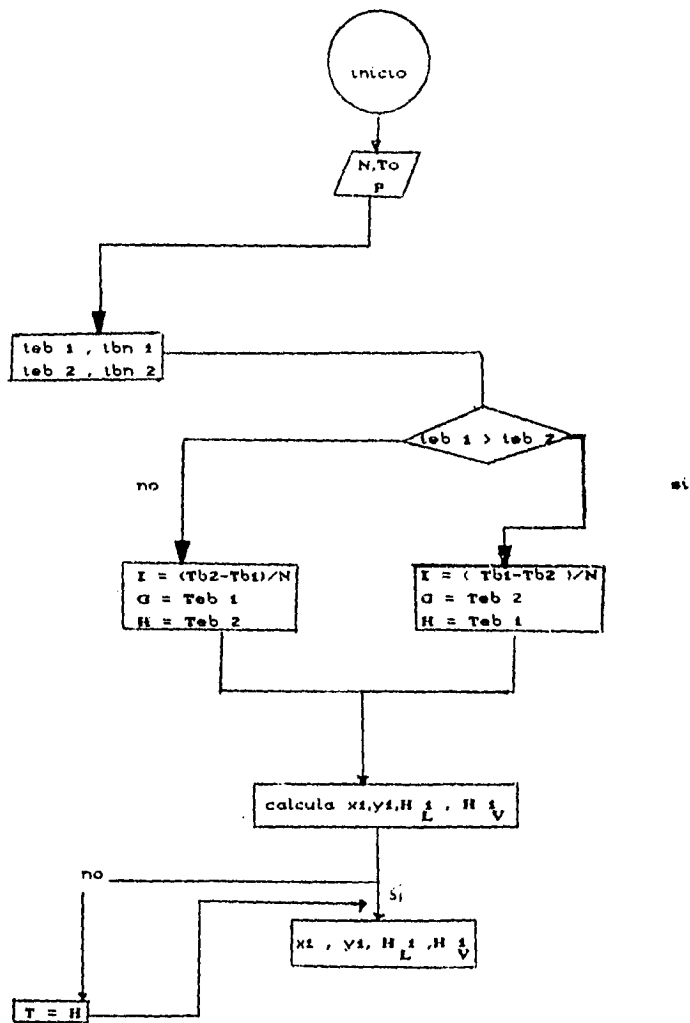 inicio
N,To
P
teb 1 , tbn 1
teb 2 , tbn 2
teb 1 > teb 2
no
si
I = (Tb2-Tb1)/N
G = Teb 1
H = Teb 2
I = ( Tb1-Tb2 )/N
G = Teb 2
H = Teb 1
calcula x1,y1,H L 1 , H V 1
no
si
x1 , y1, H L 1 ,H V 1
T = H